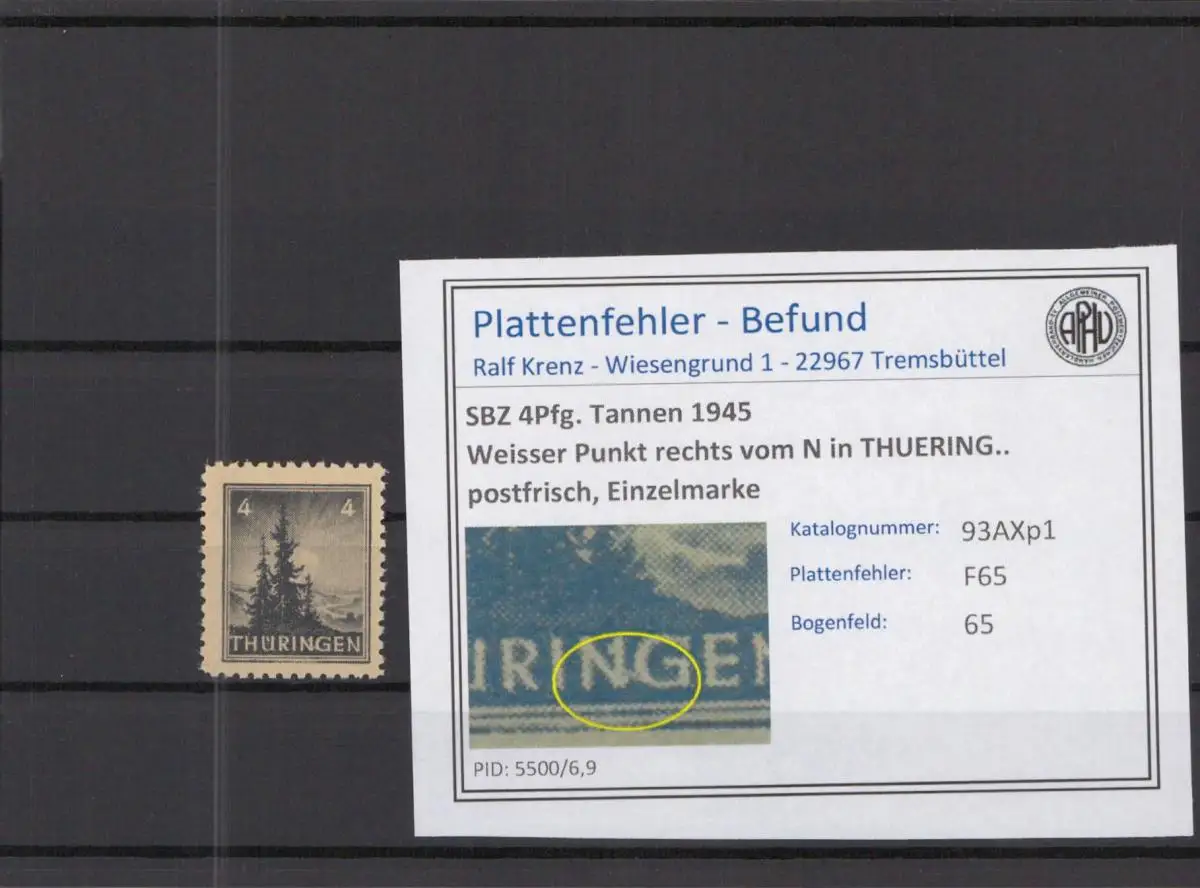 4 4
THÜRINGEN
Plattenfehler - Befund
Ralf Krenz - Wiesengrund 1 - 22967 Tremsbüttel
APHV
SBZ 4Pfg. Tannen 1945
Weisser Punkt rechts vom N in THUERING..
postfrisch, Einzelmarke
Katalognummer: 93AXp1
Plattenfehler: F65
Bogenfeld: 65
RINGEN
PID: 5500/6,9